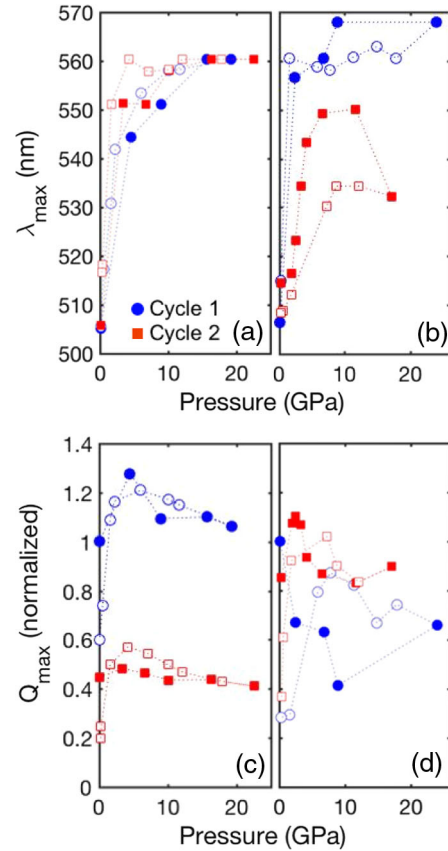 570
560
550
540
530
520
510
500
λmax (nm)
Cycle 1
Cycle 2
(a)
(b)
0 10 20 0 10 20
Pressure (GPa)
1.4
1.2
1
0.8
0.6
0.4
0.2
0
Qmax (normalized)
(c)
(d)
0 10 20 0 10 20
Pressure (GPa)